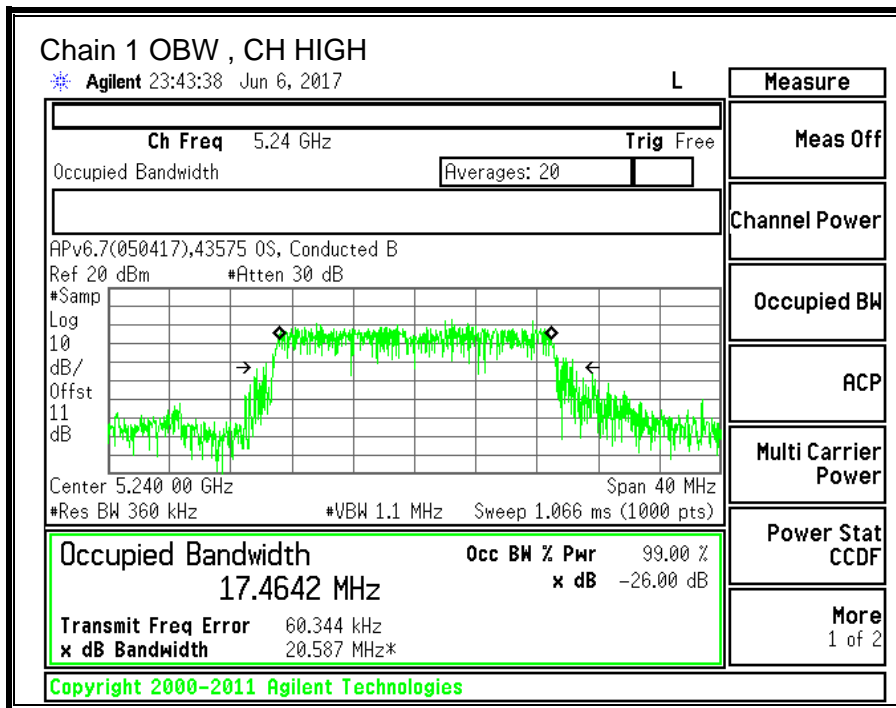 Chain 1 OBW , CH HIGH
Agilent 23:43:38 Jun 6, 2017 L
Ch Freq 5.24 GHz Trig Free
Occupied Bandwidth Averages: 20
APv6.7(050417),43575 OS, Conducted B
Ref 20 dBm #Atten 30 dB
#Samp
Log
10
dB/
Offst
11
dB
Center 5.240 00 GHz Span 40 MHz
#Res BW 360 kHz #VBW 1.1 MHz Sweep 1.066 ms (1000 pts)
Occupied Bandwidth Occ BW % Pwr 99.00 %
17.4642 MHz x dB -26.00 dB
Transmit Freq Error 60.344 kHz
x dB Bandwidth 20.587 MHz*
Copyright 2000-2011 Agilent Technologies
Measure
Meas Off
Channel Power
Occupied BW
ACP
Multi Carrier
Power
Power Stat
CCDF
More
1 of 2